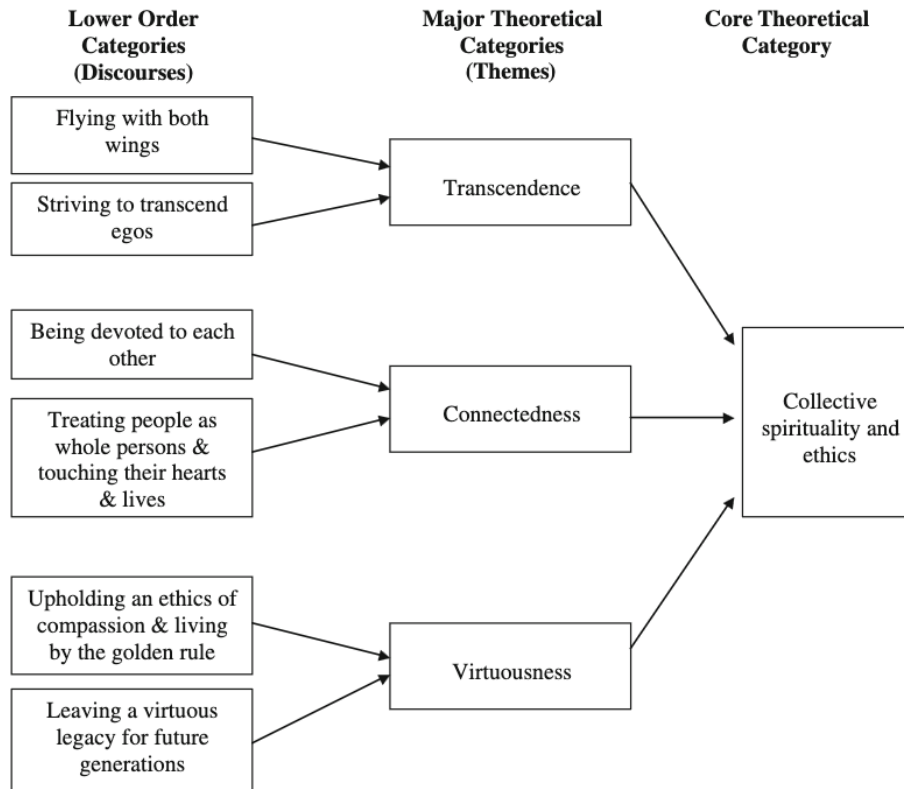 Lower Order
Categories
(Discourses)
Major Theoretical
Categories
(Themes)
Core Theoretical
Category
Flying with both
wings
Striving to transcend
egos
Transcendence
Being devoted to each
other
Treating people as
whole persons &
touching their hearts
& lives
Connectedness
Collective
spirituality and
ethics
Upholding an ethics of
compassion & living
by the golden rule
Leaving a virtuous
legacy for future
generations
Virtuousness